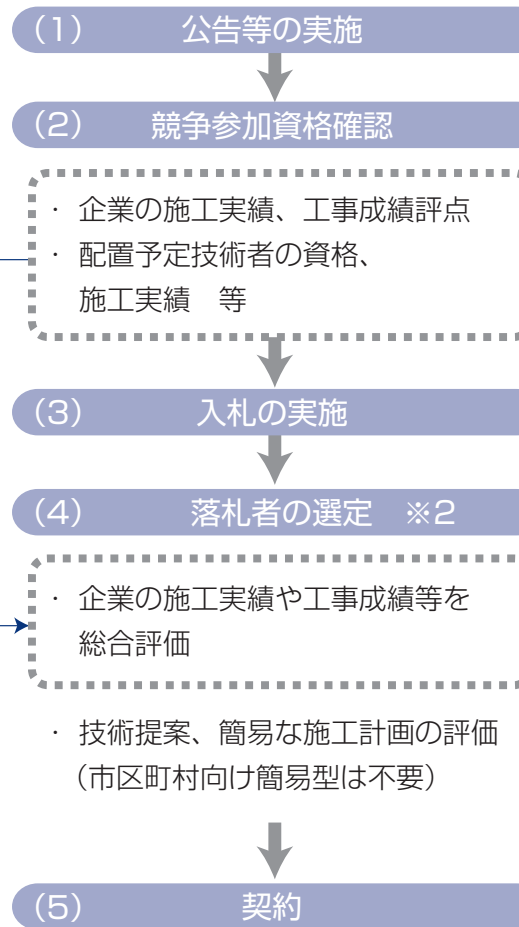 (1) 公告等の実施
(2) 競争参加資格確認
・ 企業の施工実績、工事成績評点
・ 配置予定技術者の資格、
施工実績 等
(3) 入札の実施
(4) 落札者の選定 ※2
・ 企業の施工実績や工事成績等を
総合評価
・ 技術提案、簡易な施工計画の評価
(市区町村向け簡易型は不要)
(5) 契約